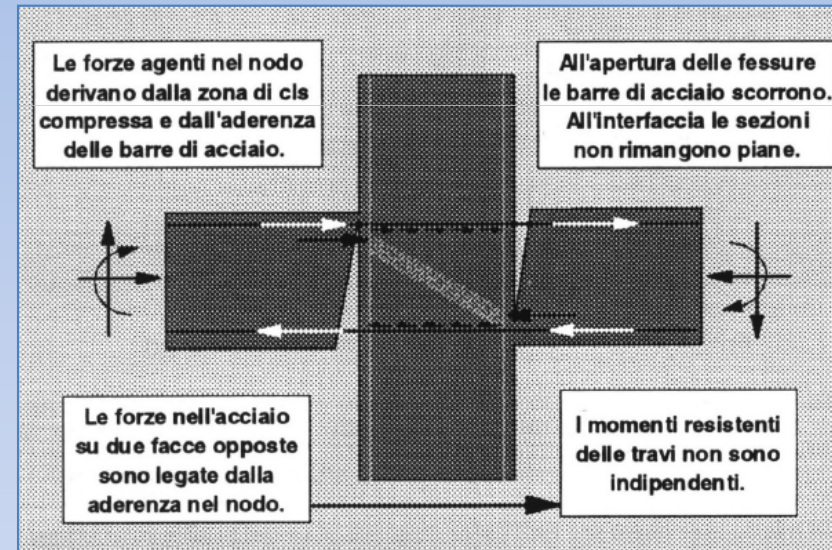 Le forze agenti nel nodo
derivano dalla zona di cls
compressa e dall'aderenza
delle barre di acciaio.
All'apertura delle fessure
le barre di acciaio scorrono.
All'interfaccia le sezioni
non rimangono piane.
Le forze nell'acciaio
su due facce opposte
sono legate dalla
aderenza nel nodo.
I momenti resistenti
delle travi non sono
indipendenti.